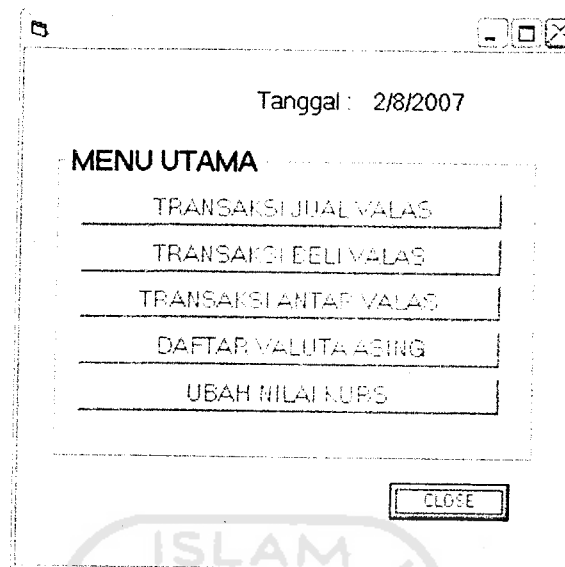 Tanggal : 2/8/2007
MENU UTAMA
TRANSAKSI JUAL VALAS
TRANSAKSI BELI VALAS
TRANSAKSI ANTAR VALAS
DAFTAR VALUTA ASING
UBAH NILAI KURS
CLOSE
ISLAM